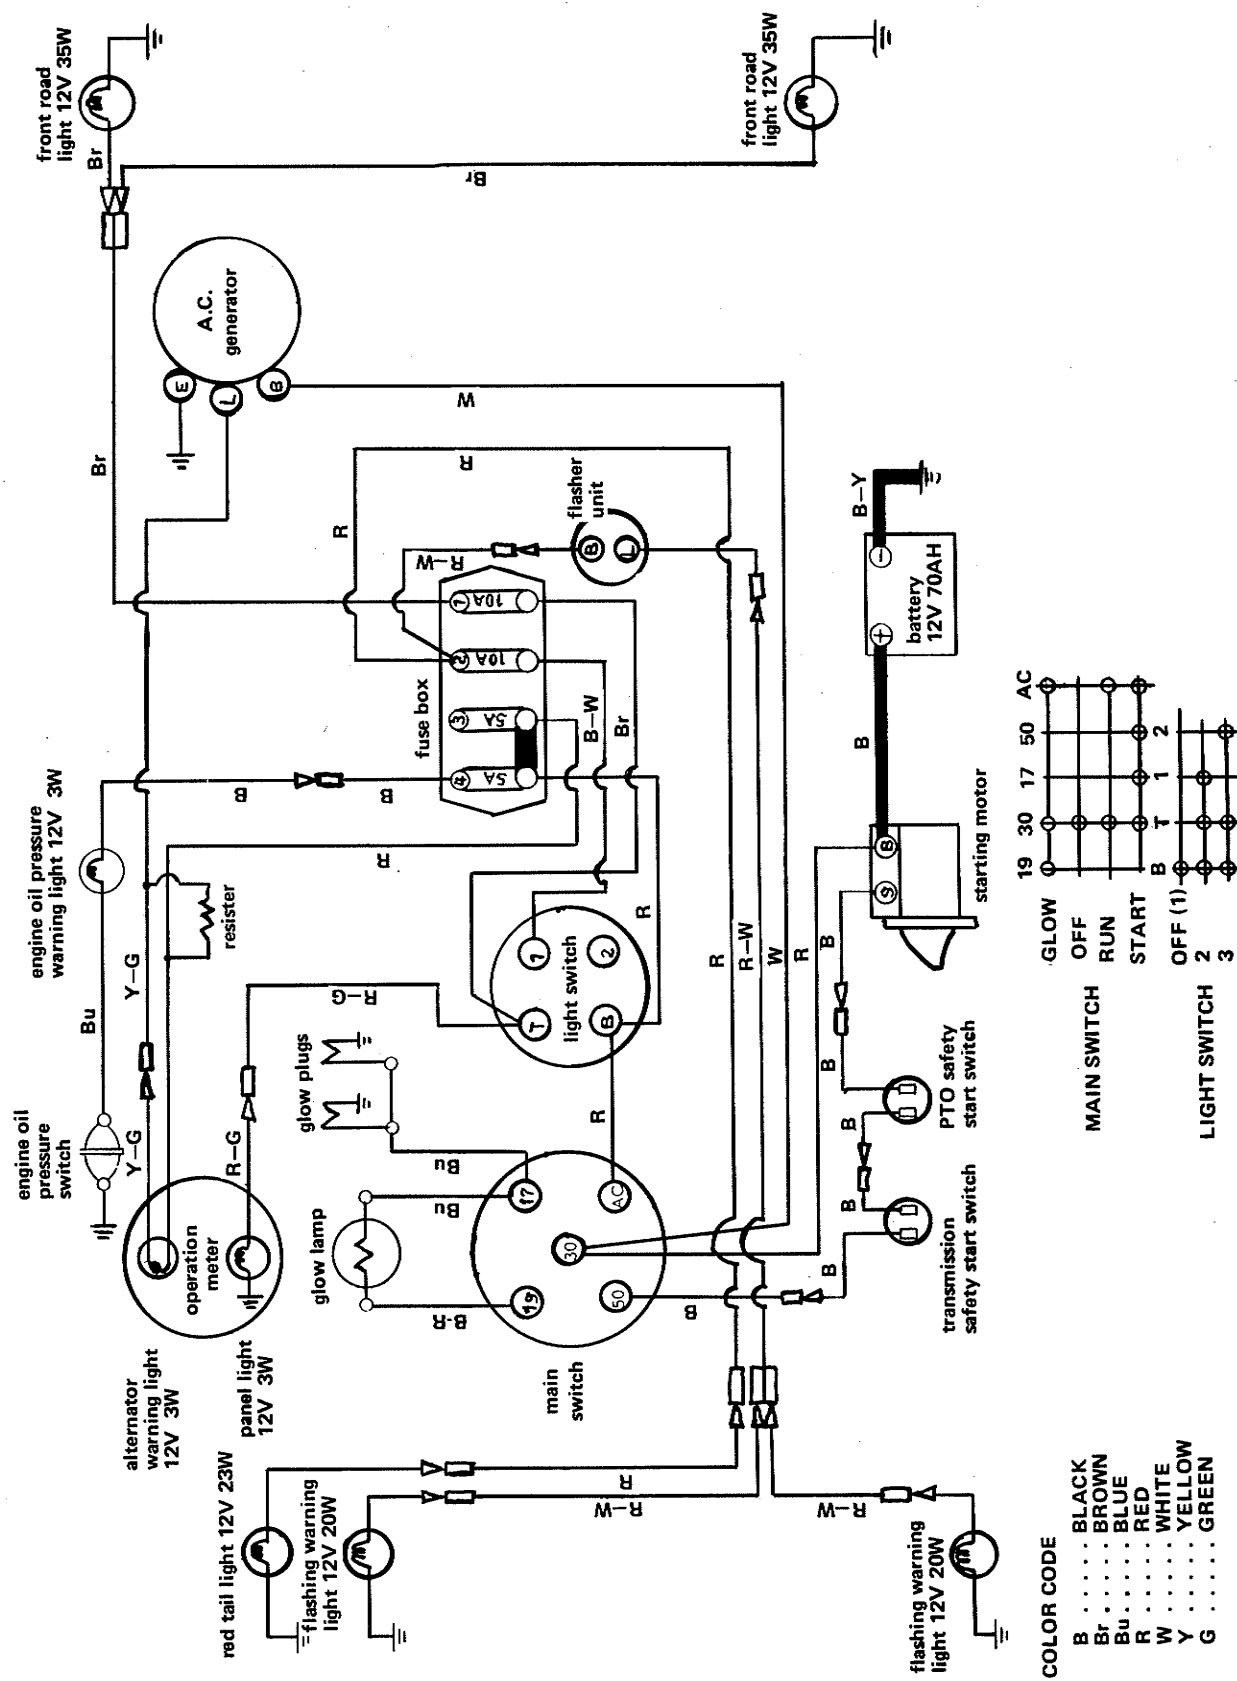 front road
light 12V 35W
Br
front road
light 12V 35W
Br
A.C.
generator
E
L
B
W
Br
R
R
flasher
unit
B
L
R-W
B-Y
battery
12V 70AH
-
+
B
fuse box
1
10A
2
10A
3
5A
4
5A
B-W
Br
B
B
R
engine oil pressure
warning light 12V 3W
Bu
resister
Y-G
Y-G
R-G
R-G
light switch
1
2
T
B
R
R
R
R-W
W
R
starting motor
B
S
B
B
PTO safety
start switch
B
B
transmission
safety start switch
B
B
engine oil
pressure
switch
operation
meter
glow plugs
Bu
Bu
glow lamp
B-R
main
switch
17
AC
30
19
50
alternator
warning light
12V 3W
panel light
12V 3W
red tail light 12V 23W
R
flashing warning
light 12V 20W
R-W
R-W
flashing warning
light 12V 20W
19 30 17 50 AC
MAIN SWITCH
GLOW
OFF
RUN
START
B T 1 2
LIGHT SWITCH
OFF (1)
2
3
COLOR CODE
B ..... BLACK
Br ..... BROWN
Bu ..... BLUE
R ..... RED
W ..... WHITE
Y ..... YELLOW
G ..... GREEN